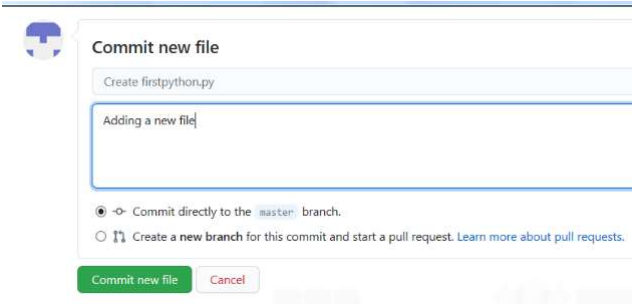 Commit new file
Create firstpython.py
Adding a new file
Commit directly to the master branch.
Create a new branch for this commit and start a pull request. Learn more about pull requests.
Commit new file Cancel